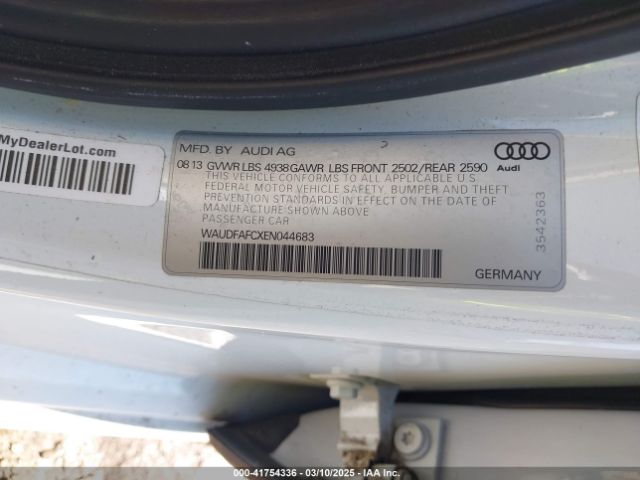 MyDealerLot.com
MFD. BY AUDI AG
08 13 GVWR LBS 4938 GAWR LBS FRONT 2502/REAR 2590
THIS VEHICLE CONFORMS TO ALL APPLICABLE U.S.
FEDERAL MOTOR VEHICLE SAFETY, BUMPER AND THEFT
PREVENTION STANDARDS IN EFFECT ON THE DATE OF
MANUFACTURE SHOWN ABOVE
PASSENGER CAR
WAUDFAFCXEN044683
Audi
3542363
GERMANY
000-41754336 — 03/10/2025 — IAA Inc.